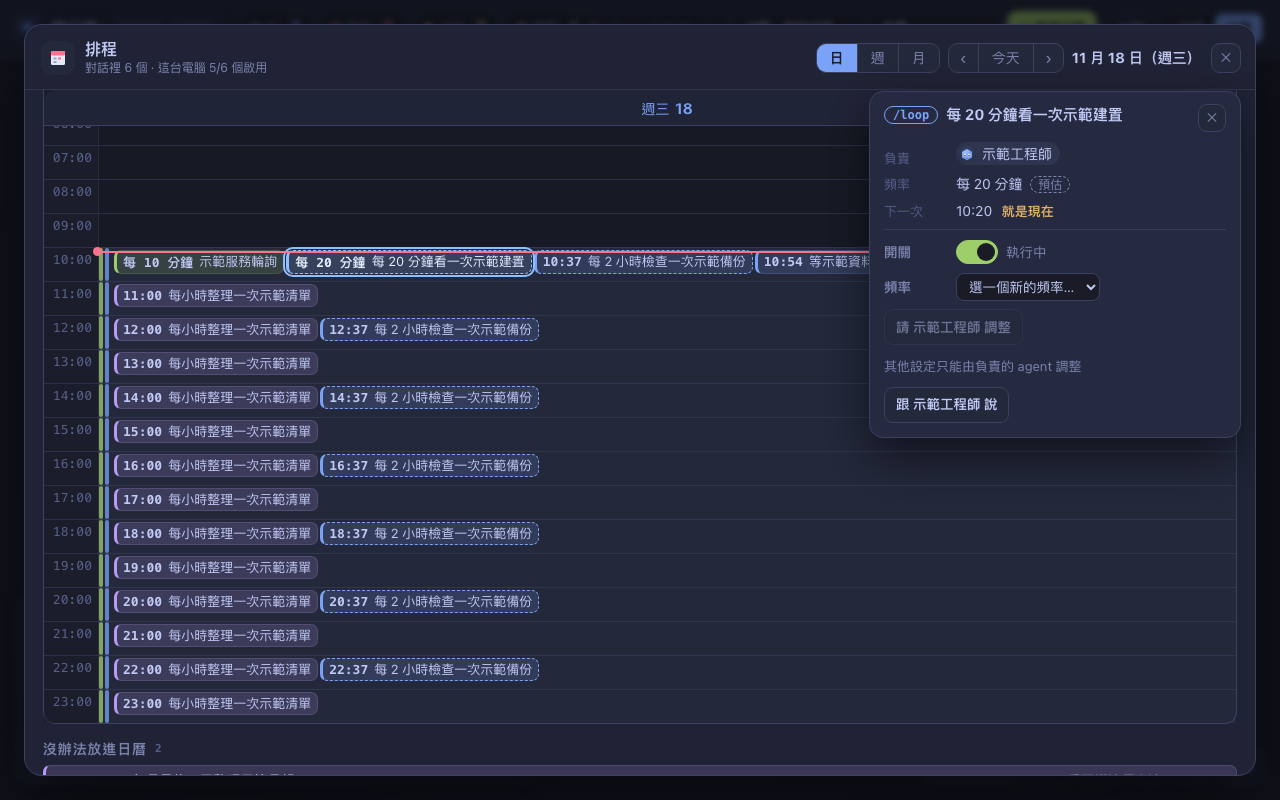 排程
對話裡 6 個 · 這台電腦 5/6 個啟用
日 週 月 ‹ 今天 › 11 月 18 日（週三）
週三 18
07:00
08:00
09:00
10:00 每 10 分鐘 示範服務輪詢 每 20 分鐘 每 20 分鐘看一次示範建置 10:37 每 2 小時檢查一次示範備份 10:54 等示範資料
11:00 11:00 每小時整理一次示範清單
12:00 12:00 每小時整理一次示範清單 12:37 每 2 小時檢查一次示範備份
13:00 13:00 每小時整理一次示範清單
14:00 14:00 每小時整理一次示範清單 14:37 每 2 小時檢查一次示範備份
15:00 15:00 每小時整理一次示範清單
16:00 16:00 每小時整理一次示範清單 16:37 每 2 小時檢查一次示範備份
17:00 17:00 每小時整理一次示範清單
18:00 18:00 每小時整理一次示範清單 18:37 每 2 小時檢查一次示範備份
19:00 19:00 每小時整理一次示範清單
20:00 20:00 每小時整理一次示範清單 20:37 每 2 小時檢查一次示範備份
21:00 21:00 每小時整理一次示範清單
22:00 22:00 每小時整理一次示範清單 22:37 每 2 小時檢查一次示範備份
23:00 23:00 每小時整理一次示範清單
沒辦法放進日曆 2
/loop 每 20 分鐘看一次示範建置
負責 示範工程師
頻率 每 20 分鐘 預估
下一次 10:20 就是現在
開關 執行中
頻率 選一個新的頻率...
請 示範工程師 調整
其他設定只能由負責的 agent 調整
跟 示範工程師 說